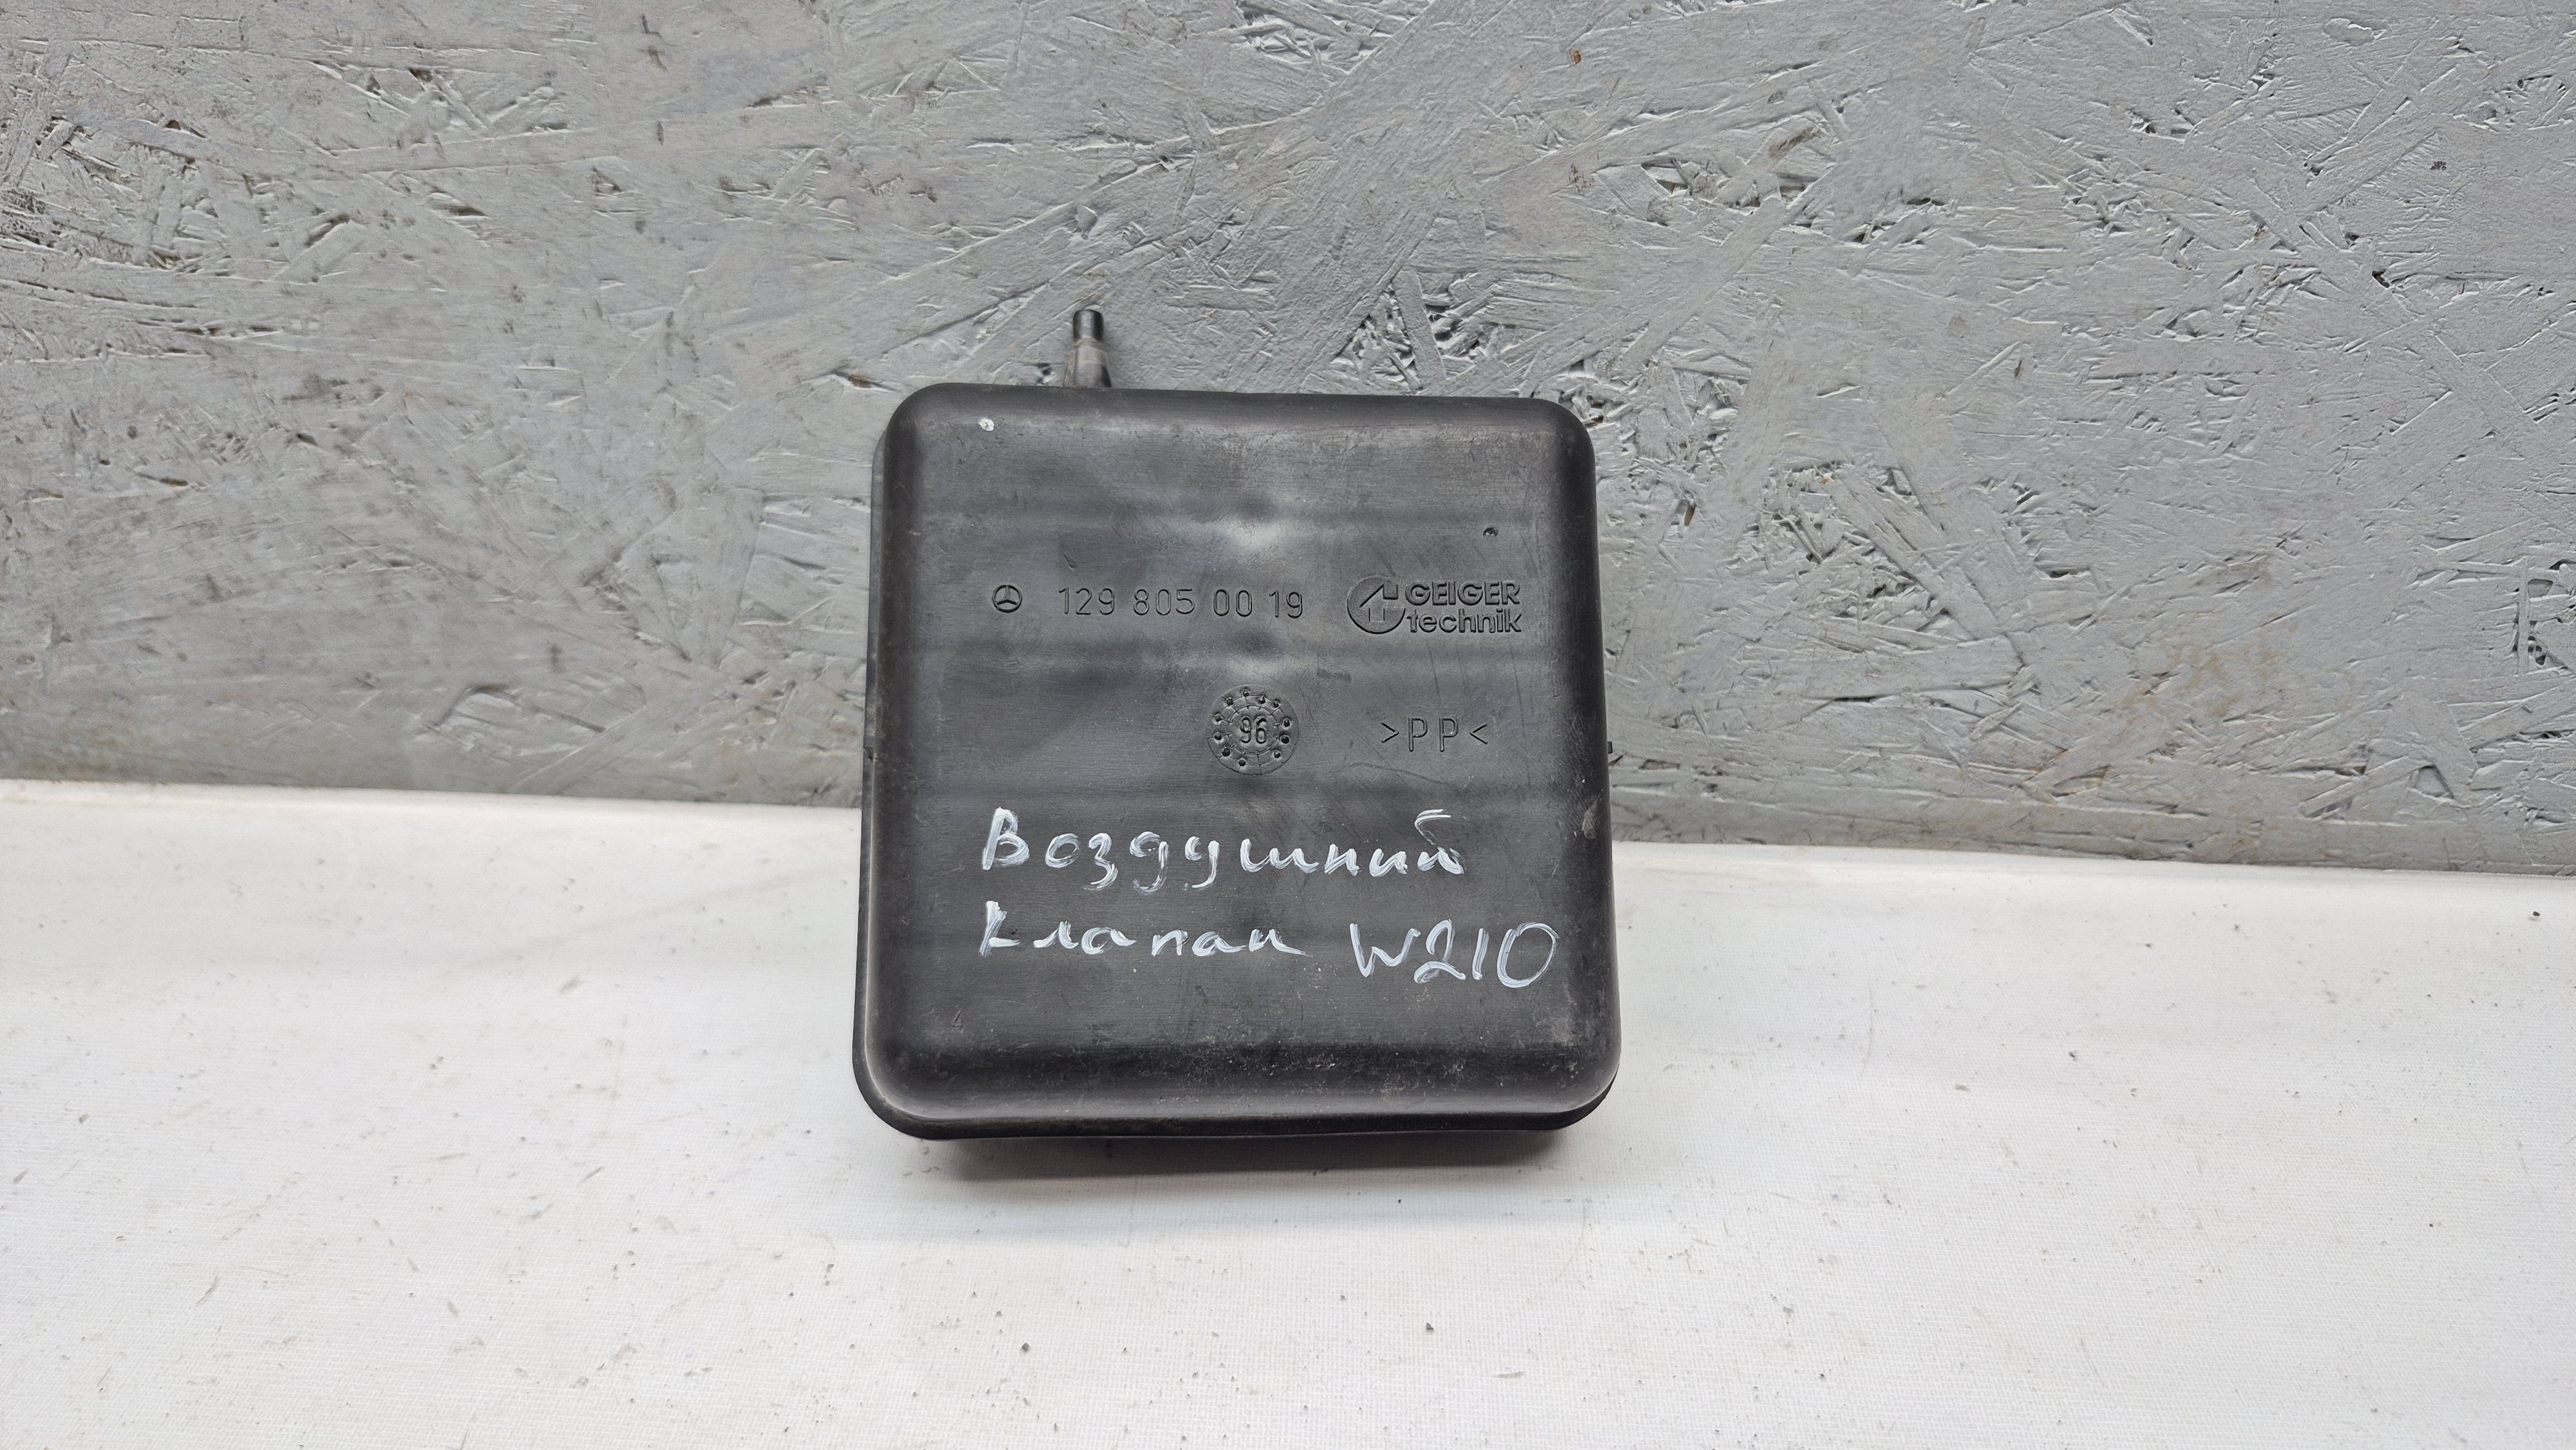 129 805 00 19 GEIGER
technik
96 >PP<
Воздушний
клапан W210